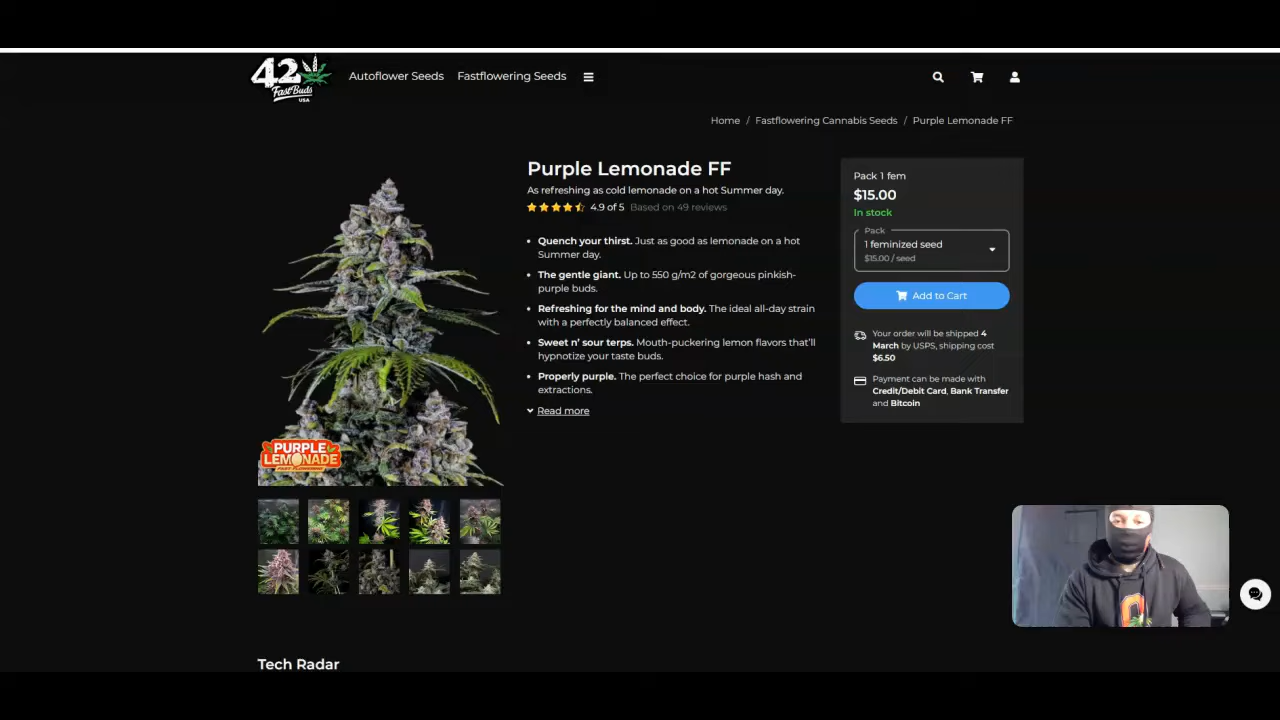 42
FastBuds
USA
Autoflower Seeds
Fastflowering Seeds
Home / Fastflowering Cannabis Seeds / Purple Lemonade FF
Purple Lemonade FF
As refreshing as cold lemonade on a hot Summer day.
4.9 of 5 Based on 49 reviews
• Quench your thirst. Just as good as lemonade on a hot
Summer day.
• The gentle giant. Up to 550 g/m2 of gorgeous pinkish-
purple buds.
• Refreshing for the mind and body. The ideal all-day strain
with a perfectly balanced effect.
• Sweet n' sour terps. Mouth-puckering lemon flavors that'll
hypnotize your taste buds.
• Properly purple. The perfect choice for purple hash and
extractions.
Read more
Pack 1 fem
$15.00
In stock
Pack
1 feminized seed
$15.00 / seed
Add to Cart
Your order will be shipped 4
March by USPS, shipping cost
$6.50
Payment can be made with
Credit/Debit Card, Bank Transfer
and Bitcoin
PURPLE
LEMONADE
FAST FLOWERING
Tech Radar